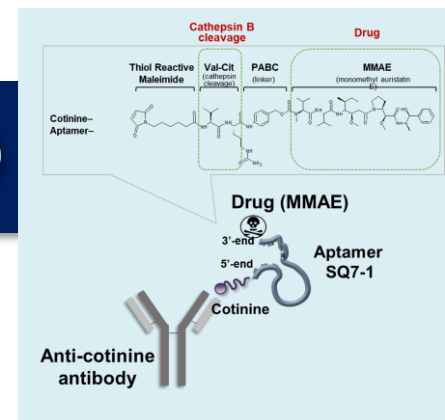 Cathepsin B
cleavage
Drug
Thiol Reactive
Maleimide
Val-Cit
(cathepsin
cleavage)
PABC
(linker)
MMAE
(monomethyl auristatin
E)
Cotinine–
Aptamer–
Drug (MMAE)
3'-end
5'-end
Aptamer
SQ7-1
Cotinine
Anti-cotinine
antibody